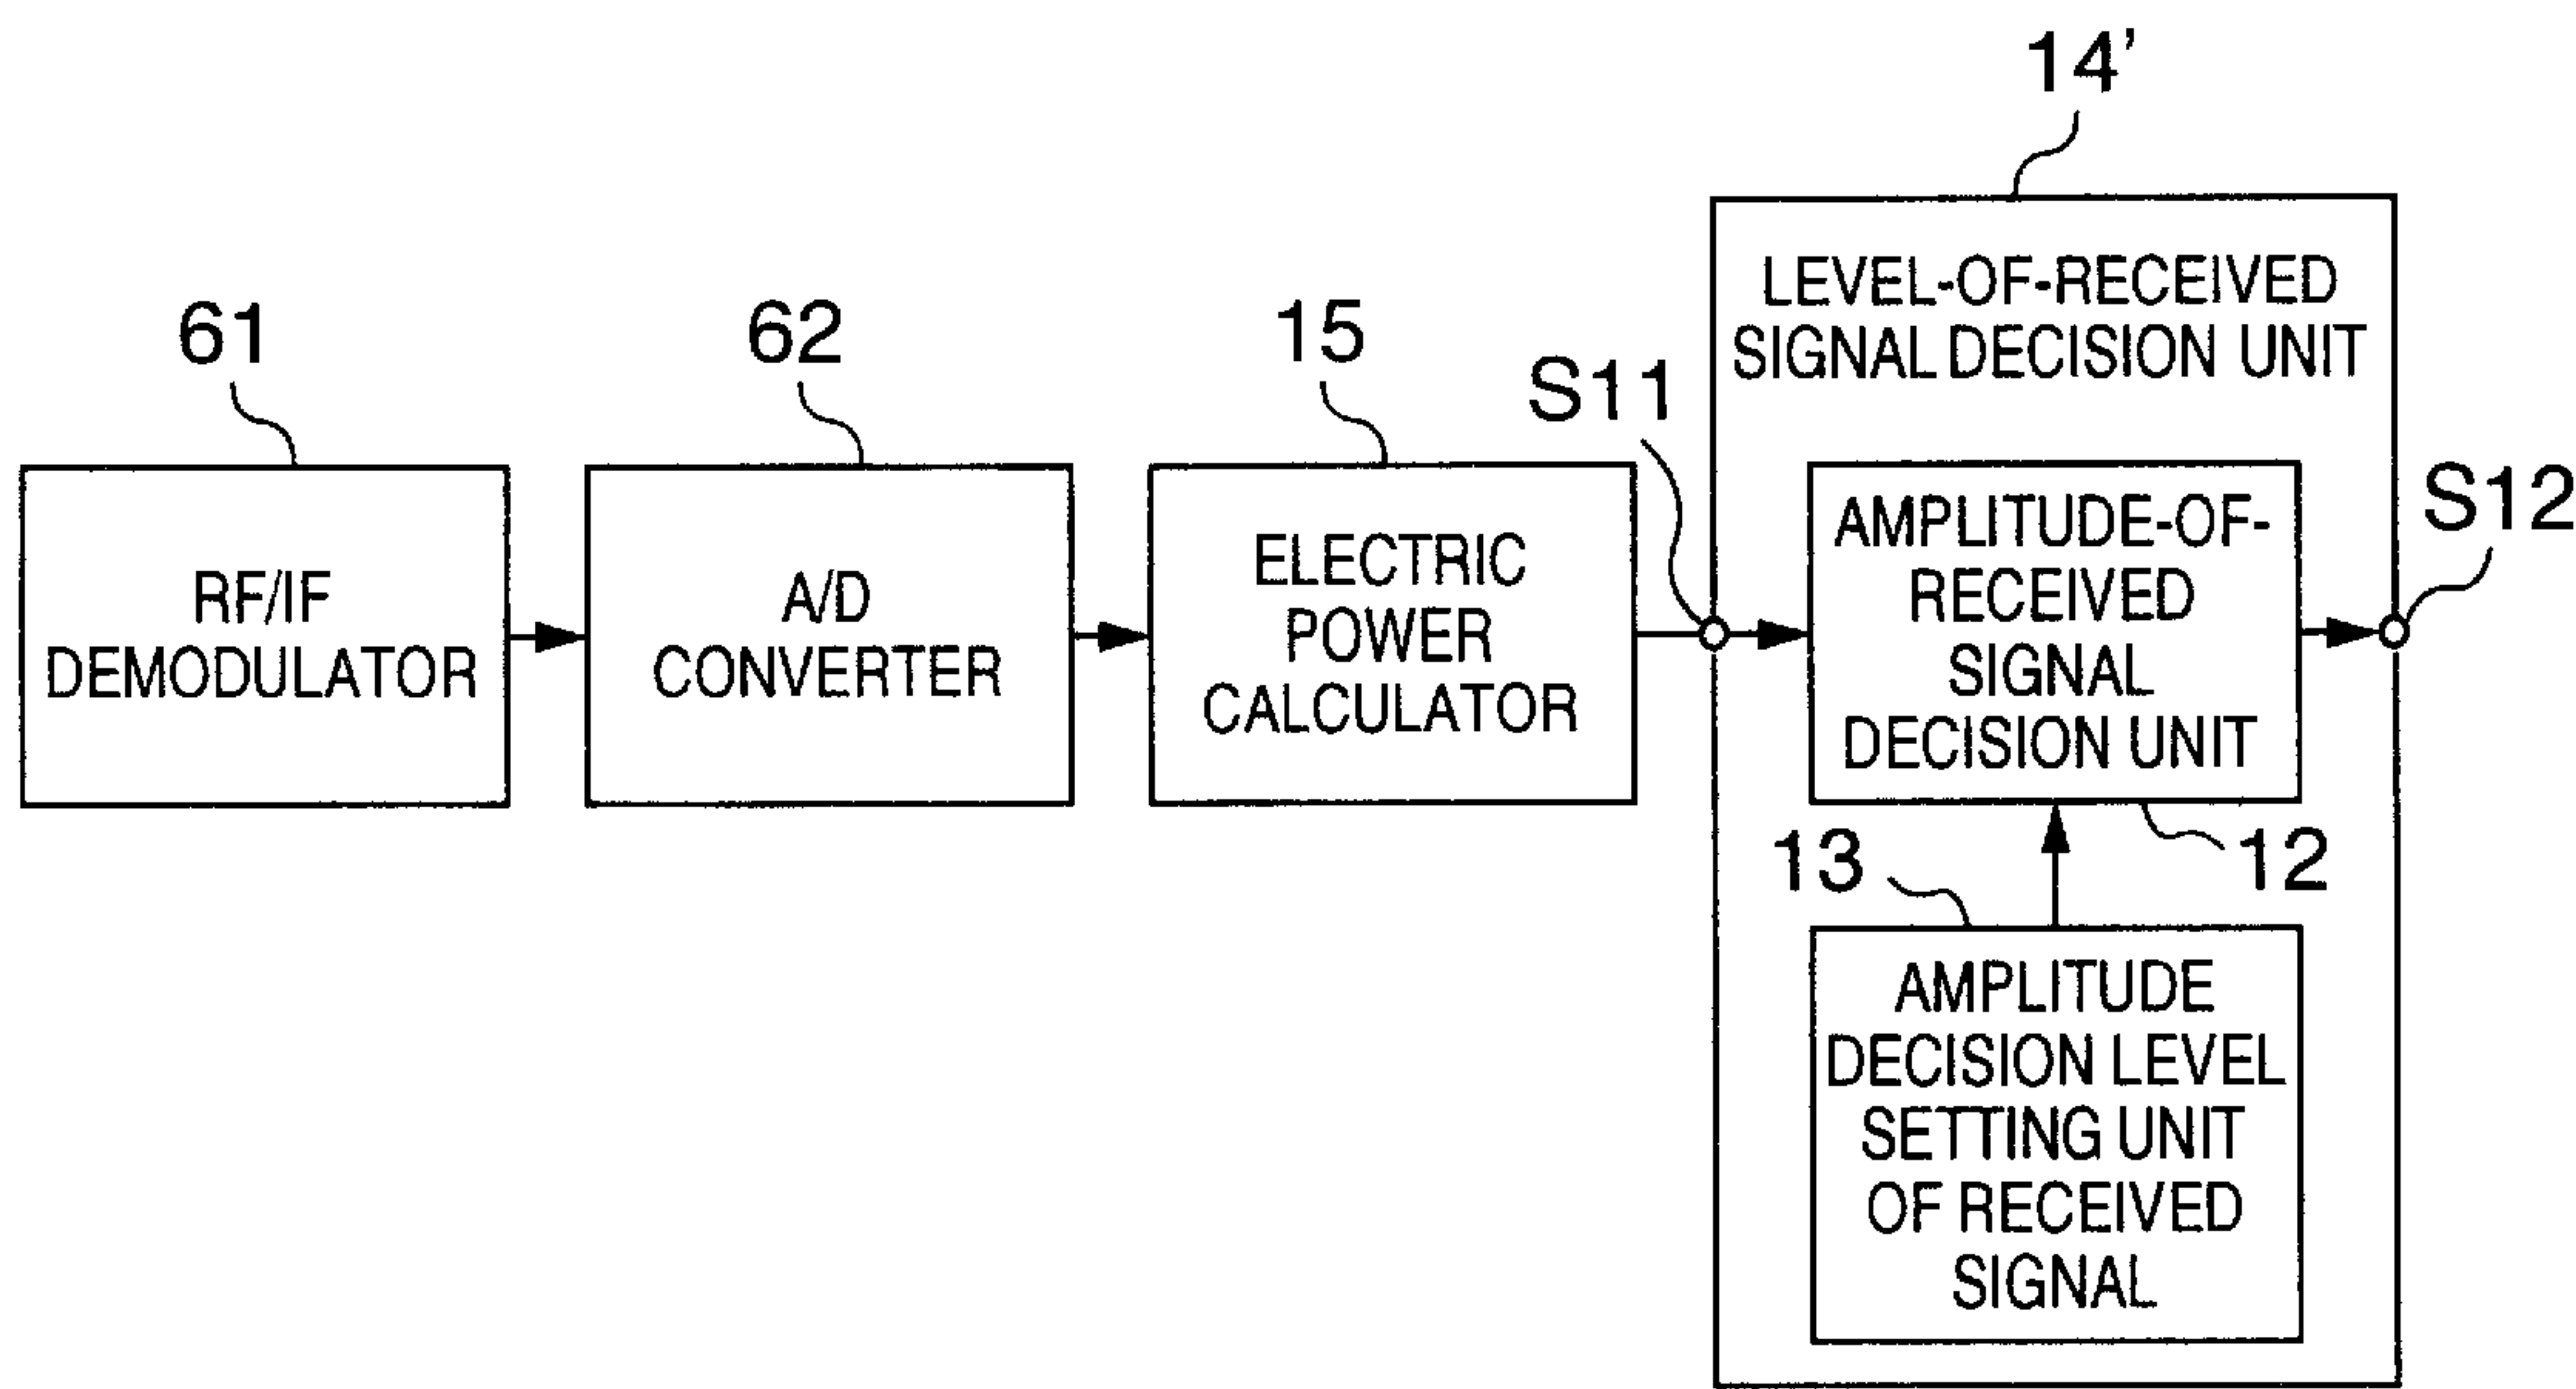 14'
LEVEL-OF-RECEIVED
SIGNAL DECISION UNIT
61
62
15
S11
S12
RF/IF
DEMODULATOR
A/D
CONVERTER
ELECTRIC
POWER
CALCULATOR
AMPLITUDE-OF-
RECEIVED
SIGNAL
DECISION UNIT
13
12
AMPLITUDE
DECISION LEVEL
SETTING UNIT
OF RECEIVED
SIGNAL